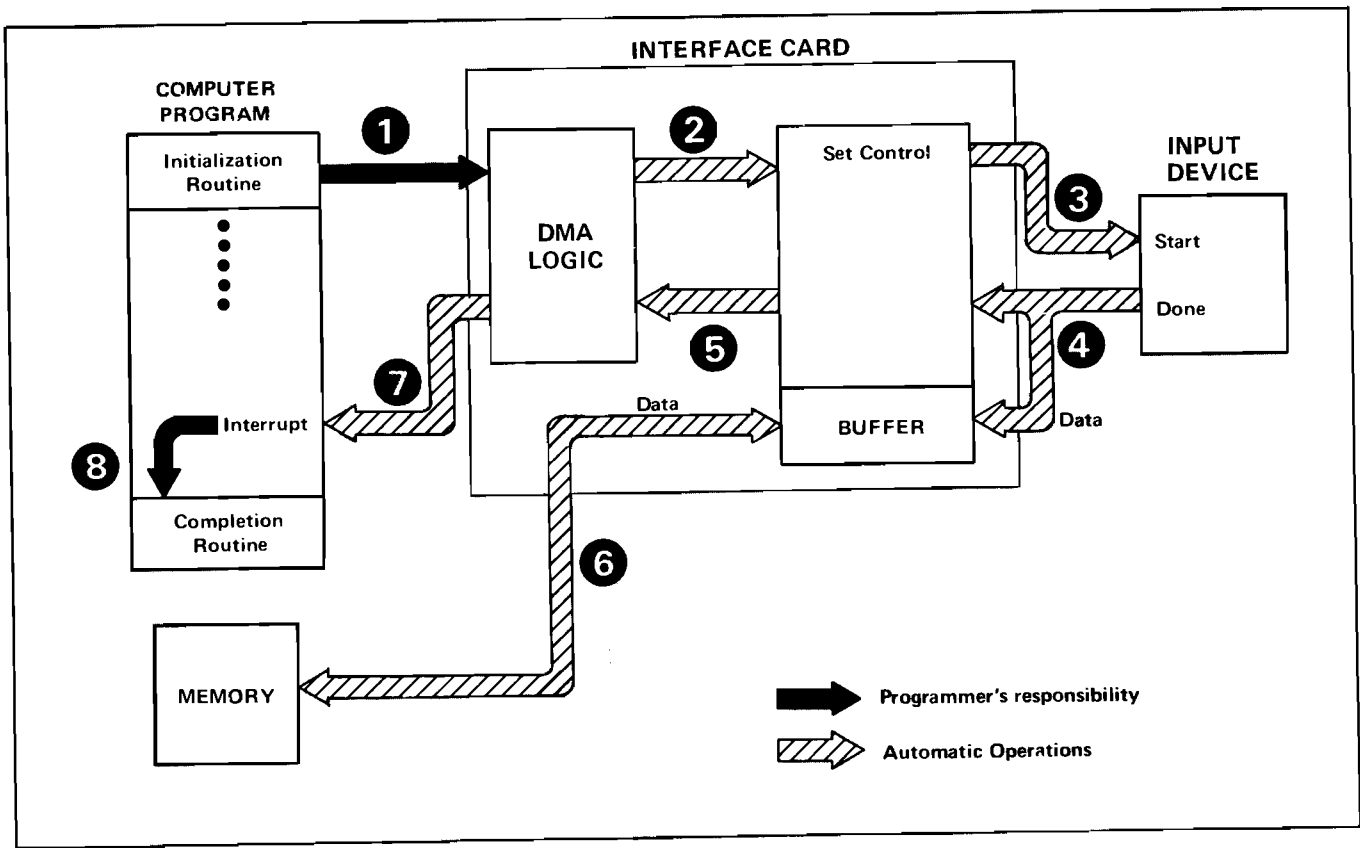 INTERFACE CARD
COMPUTER
PROGRAM
Initialization
Routine
1
2
Set Control
INPUT
DEVICE
3
Start
DMA
LOGIC
Done
4
5
7
Data
Interrupt
BUFFER
Data
8
Completion
Routine
6
MEMORY
Programmer's responsibility
Automatic Operations